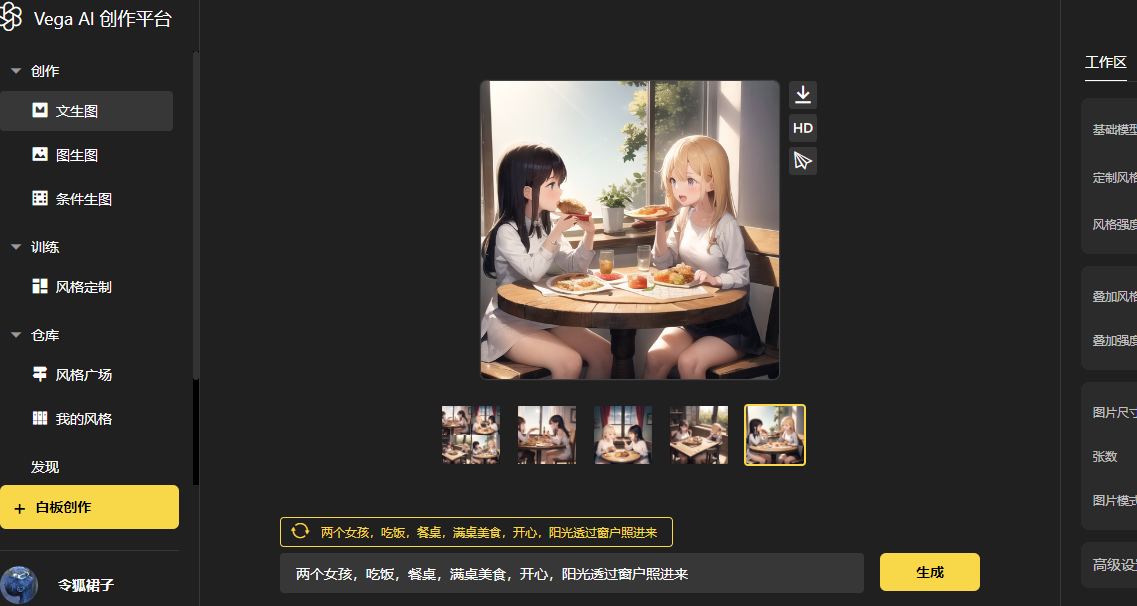 Vega AI 创作平台
创作
文生图
图生图
条件生图
训练
风格定制
仓库
风格广场
我的风格
发现
+ 白板创作
令狐裙子
HD
两个女孩，吃饭，餐桌，满桌美食，开心，阳光透过窗户照进来
两个女孩，吃饭，餐桌，满桌美食，开心，阳光透过窗户照进来
生成
工作区
基础模型
定制风格
风格强度
叠加风格
叠加强度
图片尺寸
张数
图片模式
高级设